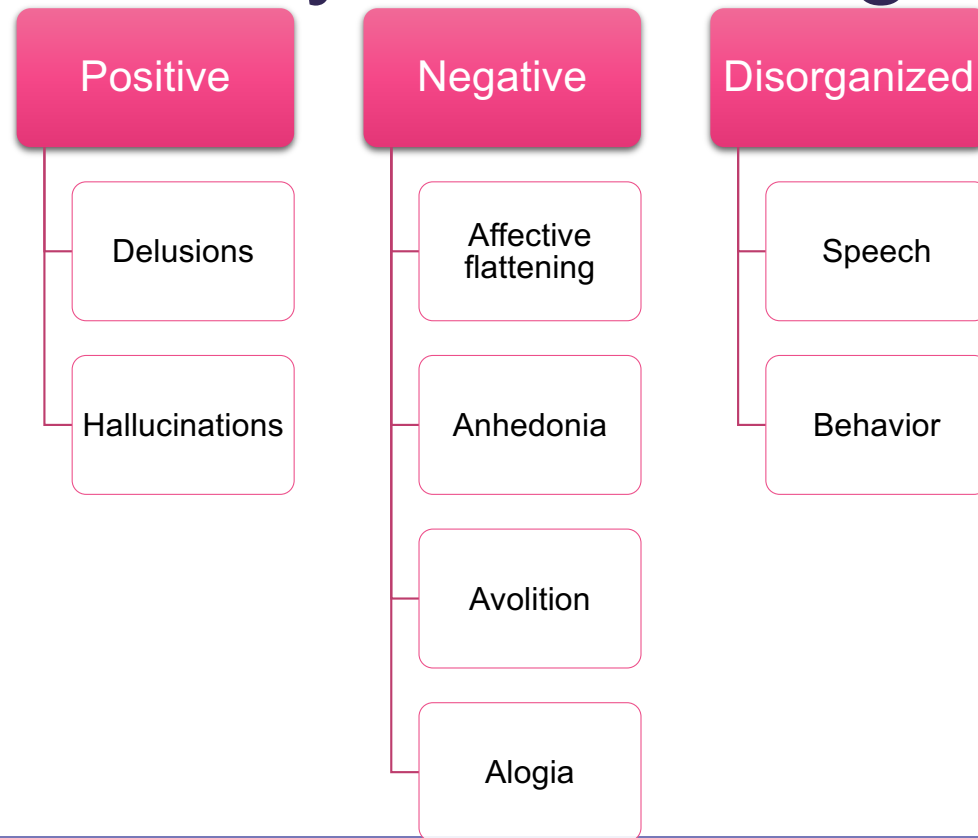 Positive
Delusions
Hallucinations
Negative
Affective
flattening
Anhedonia
Avolition
Alogia
Disorganized
Speech
Behavior